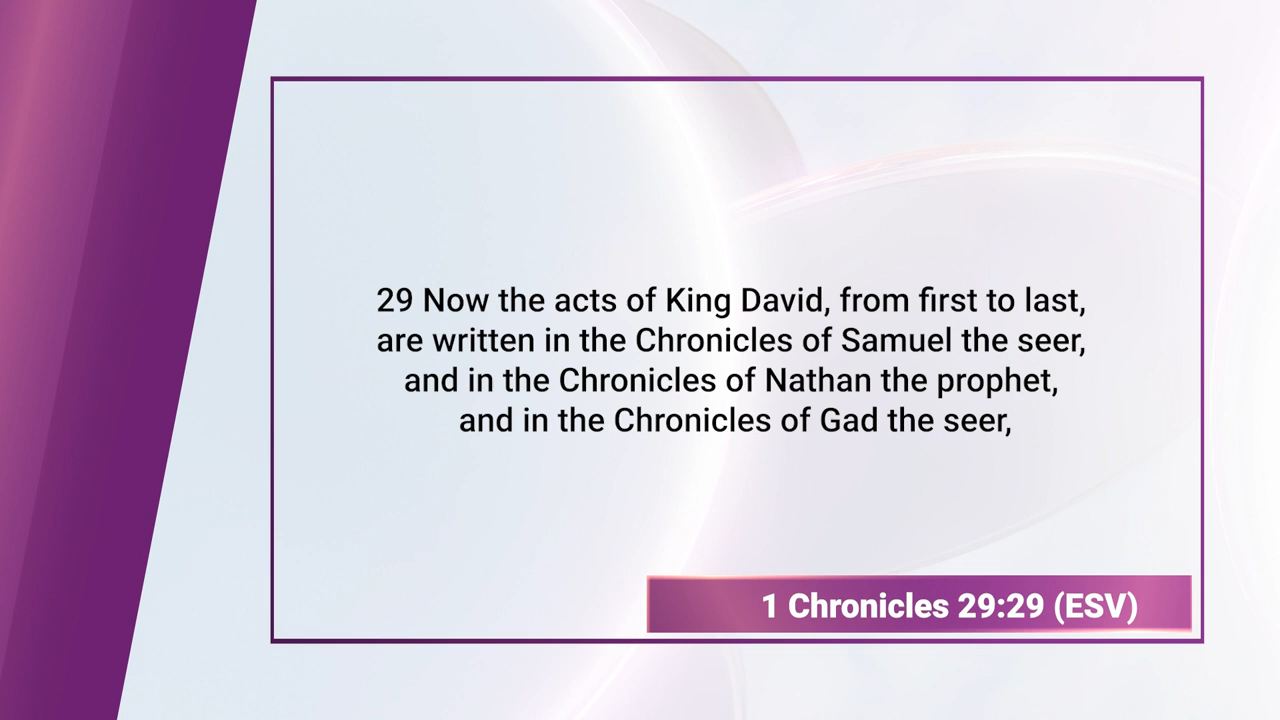 29 Now the acts of King David, from first to last,
are written in the Chronicles of Samuel the seer,
and in the Chronicles of Nathan the prophet,
and in the Chronicles of Gad the seer,
1 Chronicles 29:29 (ESV)